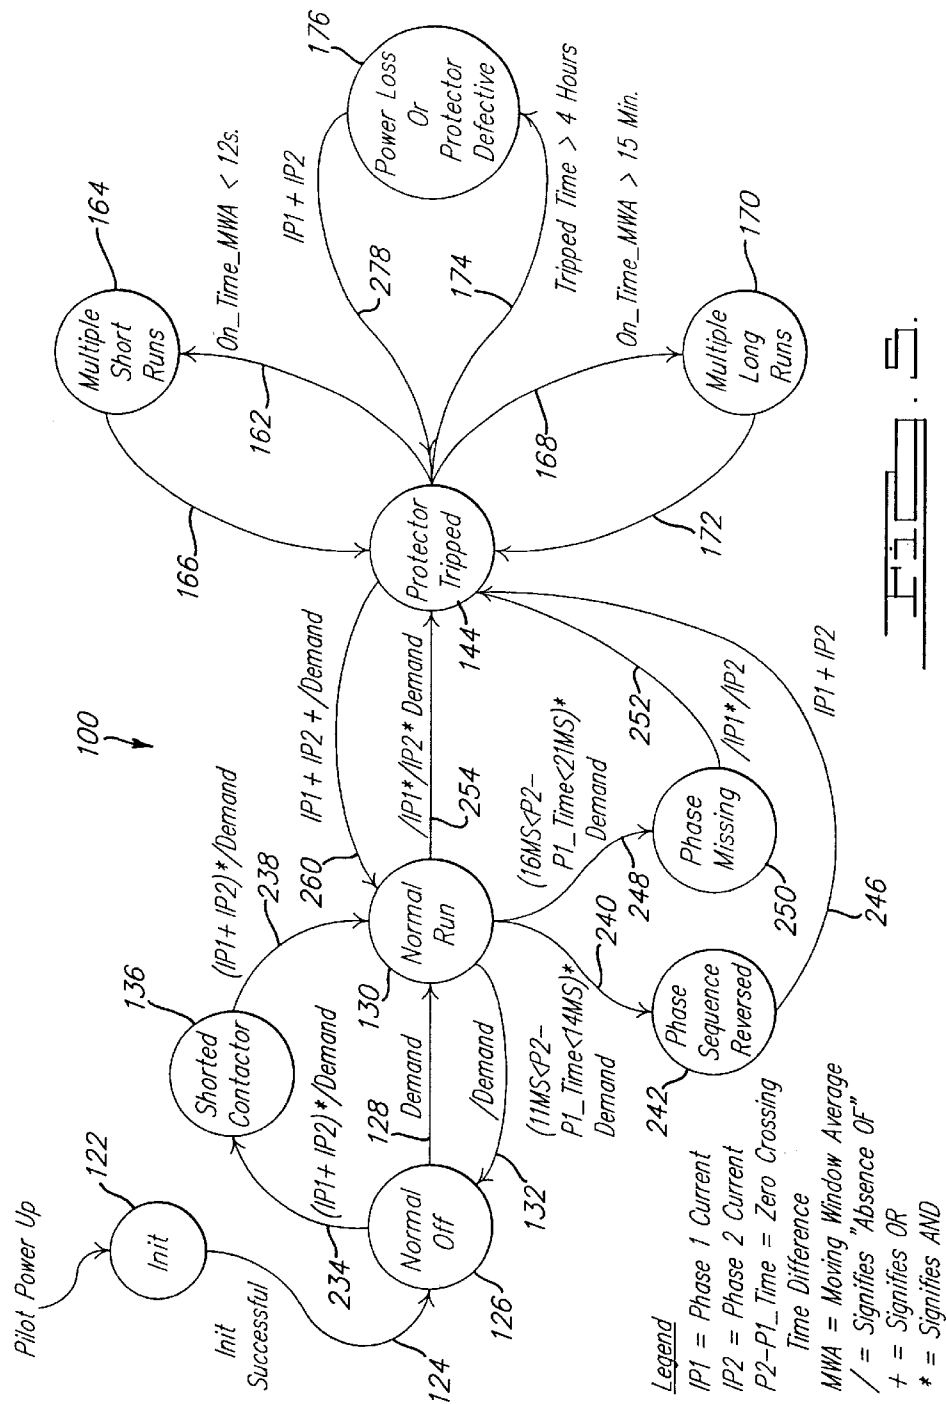 Pilot Power Up
122
Init
Init
Successful
124
100
136
Shorted
Contactor
(IP1+ IP2)*/Demand
234
(IP1+ IP2)*/Demand
238
Normal
Off
126
128
Demand
/Demand
132
Normal
Run
130
260
IP1 + IP2 + /Demand
/IP1*/IP2* Demand
254
(11MS<P2-
P1_Time<14MS)*
Demand
240
(16MS<P2-
P1_Time<21MS)*
Demand
248
242
Phase
Sequence
Reversed
Phase
Missing
250
/IP1*/IP2
252
IP1 + IP2
246
Protector
Tripped
144
166
162
On_Time_MWA < 12s.
Multiple
Short
Runs
164
IP1 + IP2
278
176
Power Loss
Or
Protector
Defective
174
Tripped Time > 4 Hours
168
On_Time_MWA > 15 Min.
Multiple
Long
Runs
170
172
Legend
IP1 = Phase 1 Current
IP2 = Phase 2 Current
P2-P1_Time = Zero Crossing
Time Difference
MWA = Moving Window Average
/ = Signifies "Absence OF"
+ = Signifies OR
* = Signifies AND
FIG. 5.